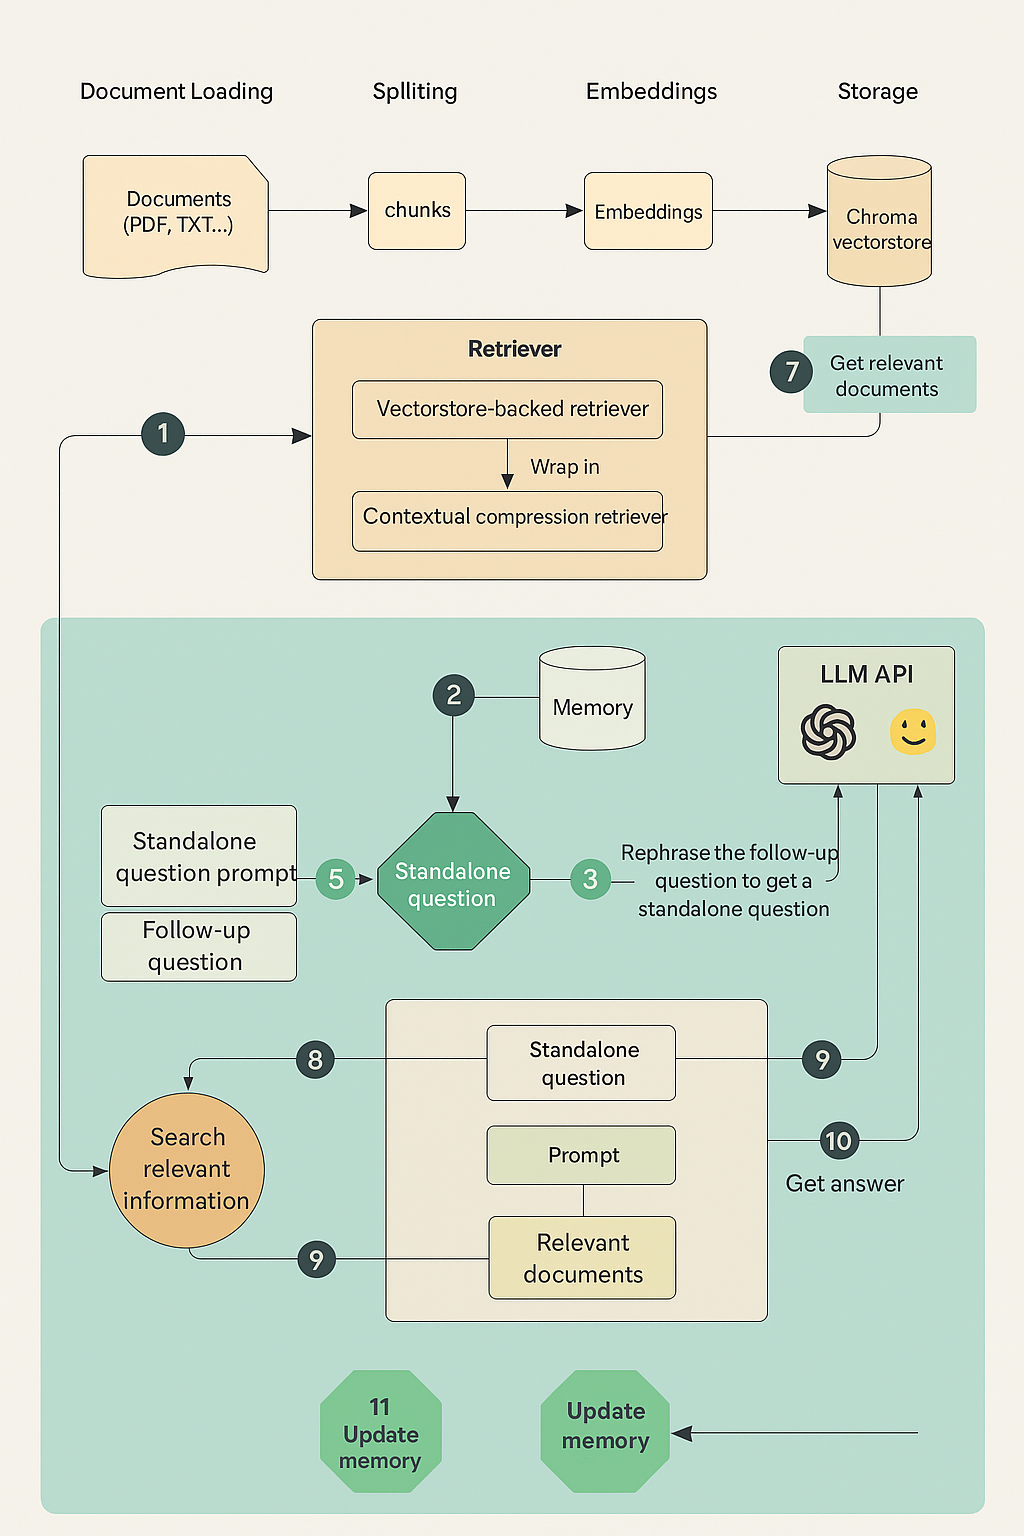 Document Loading
Splliting
Embeddings
Storage
Documents
(PDF, TXT...)
chunks
Embeddings
Chroma
vectorstore
Retriever
Vectorstore-backed retriever
Wrap in
Contextual compression retriever
7
Get relevant
documents
1
2
Memory
LLM API
Standalone
question prompt
5
Standalone
question
3
Rephrase the follow-up
question to get a
standalone question
Follow-up
question
8
Standalone
question
9
Search
relevant
information
Prompt
10
Get answer
9
Relevant
documents
11
Update
memory
Update
memory